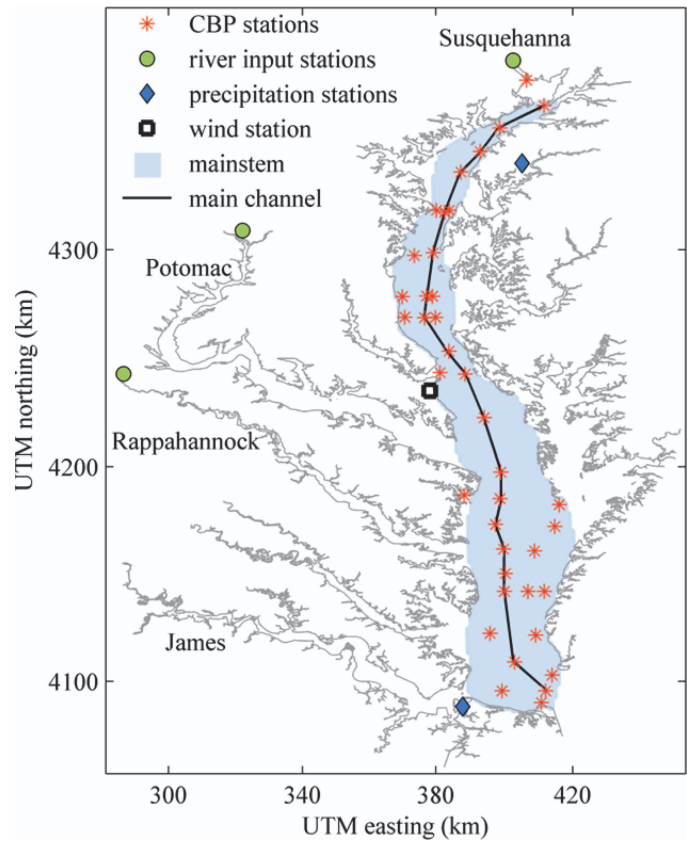 CBP stations
river input stations
precipitation stations
wind station
mainstem
main channel
Susquehanna
Potomac
Rappahannock
James
4300
4200
4100
UTM northing (km)
300
340
380
420
UTM easting (km)